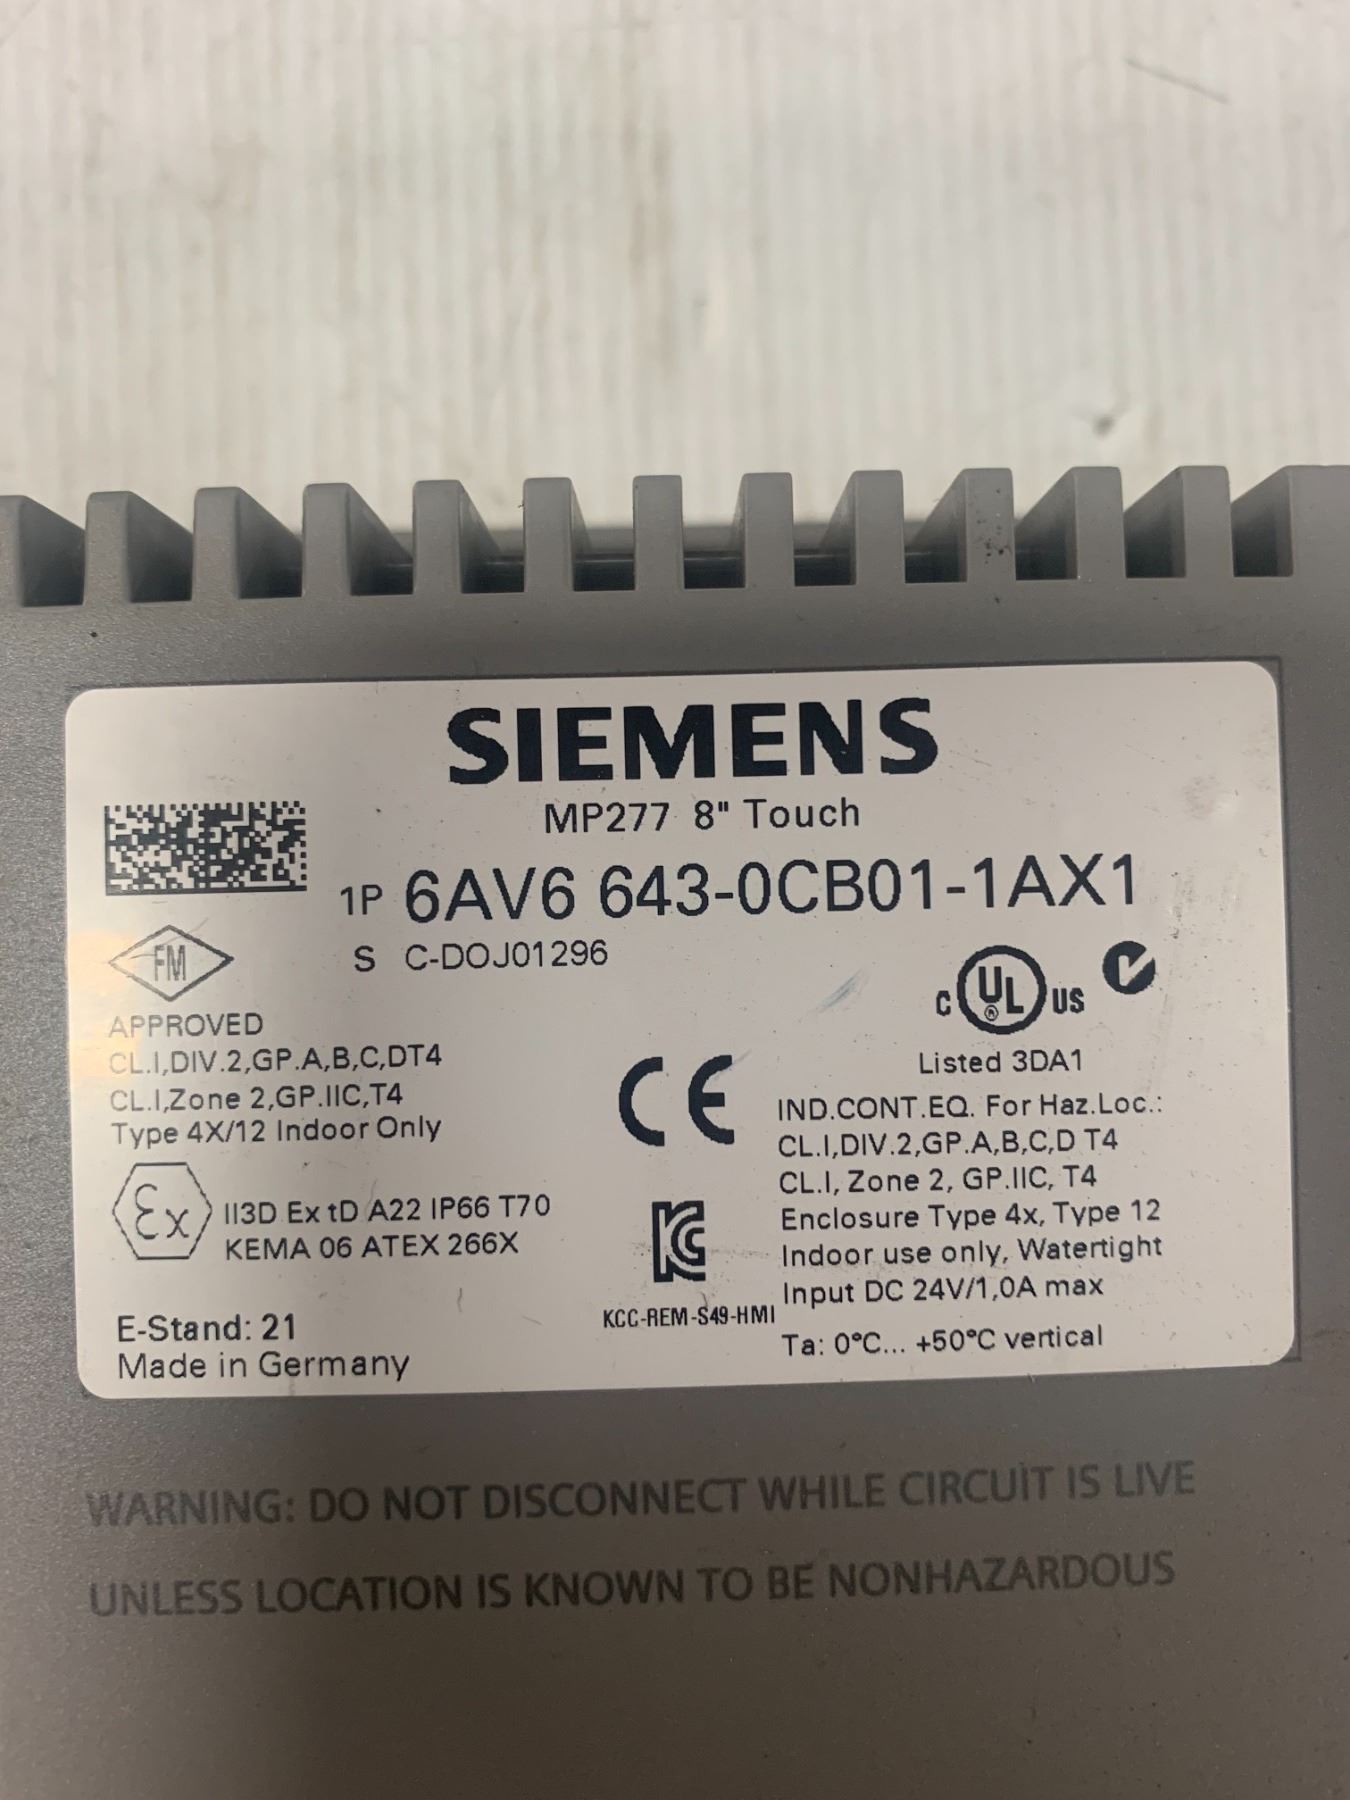 SIEMENS
MP277 8" Touch
1P 6AV6 643-0CB01-1AX1
S C-DOJ01296
FM
APPROVED
CL.I,DIV.2,GP.A,B,C,DT4
CL.I,Zone 2,GP.IIC,T4
Type 4X/12 Indoor Only
Ex II3D Ex tD A22 IP66 T70
KEMA 06 ATEX 266X
E-Stand: 21
Made in Germany
CE
KC
KCC-REM-S49-HMI
C UL ® US
Listed 3DA1
IND.CONT.EQ. For Haz.Loc.:
CL.I,DIV.2,GP.A,B,C,D T4
CL.I, Zone 2, GP.IIC, T4
Enclosure Type 4x, Type 12
Indoor use only, Watertight
Input DC 24V/1,0A max
Ta: 0°C... +50°C vertical
WARNING: DO NOT DISCONNECT WHILE CIRCUIT IS LIVE
UNLESS LOCATION IS KNOWN TO BE NONHAZARDOUS